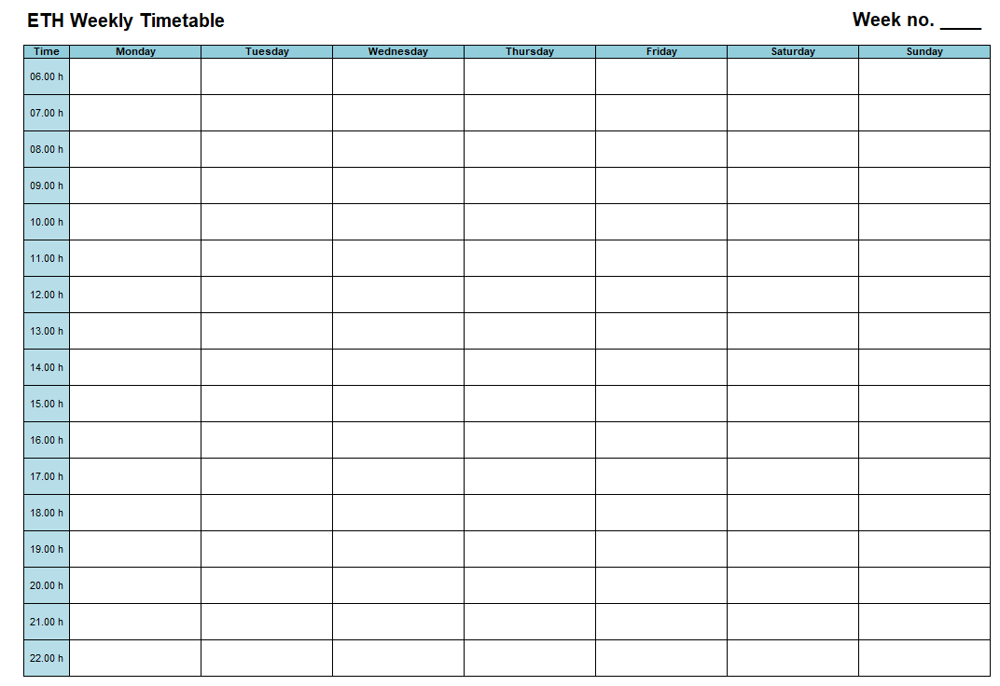 ETH Weekly Timetable
Week no. ____
Time Monday Tuesday Wednesday Thursday Friday Saturday Sunday
06.00 h
07.00 h
08.00 h
09.00 h
10.00 h
11.00 h
12.00 h
13.00 h
14.00 h
15.00 h
16.00 h
17.00 h
18.00 h
19.00 h
20.00 h
21.00 h
22.00 h